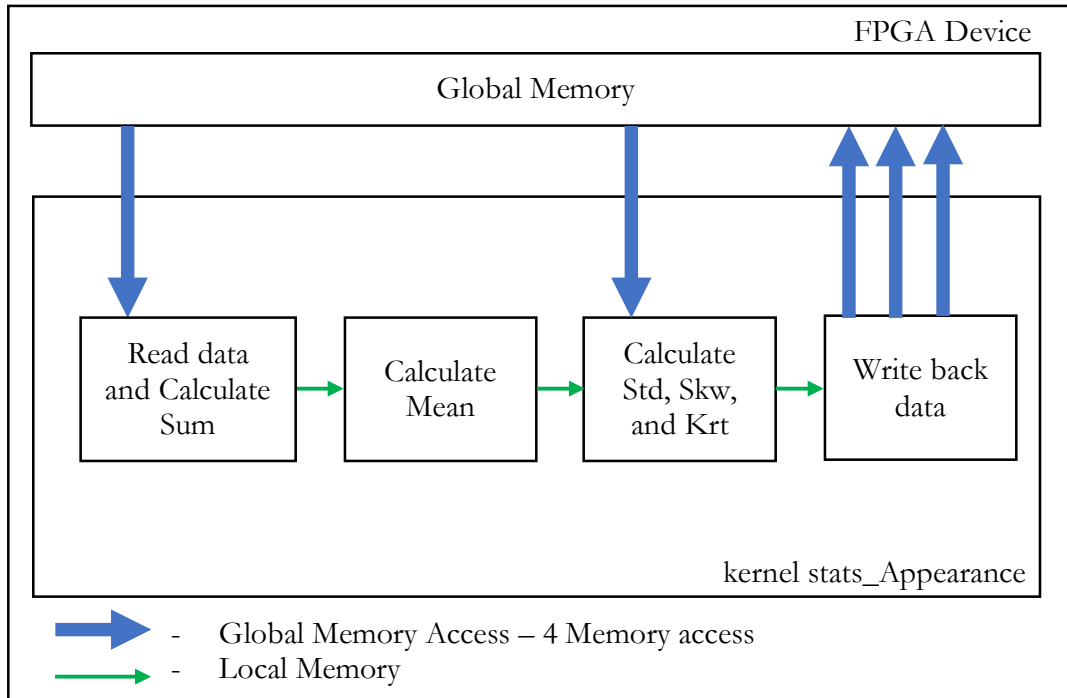 FPGA Device
Global Memory
Read data
and Calculate
Sum
Calculate
Mean
Calculate
Std, Skw,
and Krt
Write back
data
kernel stats_Appearance
- Global Memory Access – 4 Memory access
- Local Memory